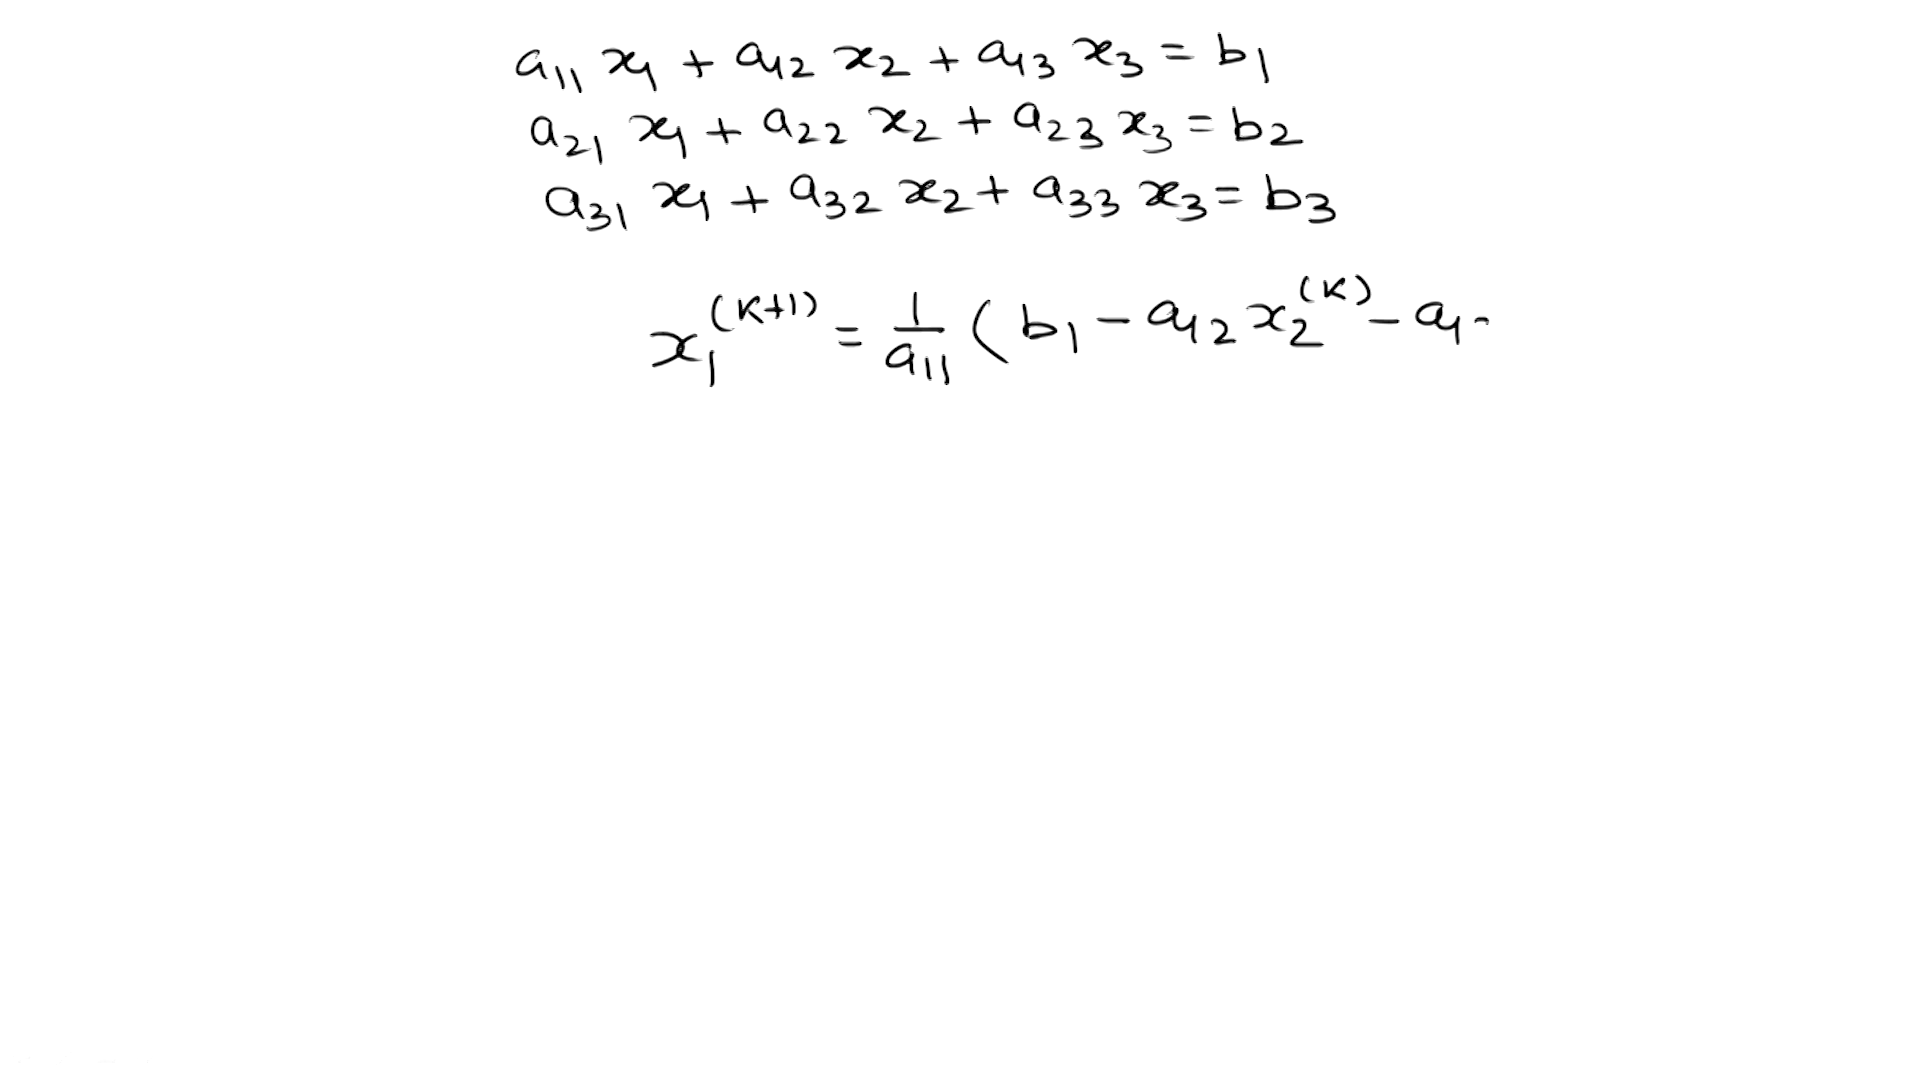 a₁₁ x₁ + a₁₂ x₂ + a₁₃ x₃ = b₁
a₂₁ x₁ + a₂₂ x₂ + a₂₃ x₃ = b₂
a₃₁ x₁ + a₃₂ x₂ + a₃₃ x₃ = b₃
x₁^(K+1) = 1/a₁₁ ( b₁ - a₁₂ x₂^(K) - a₁